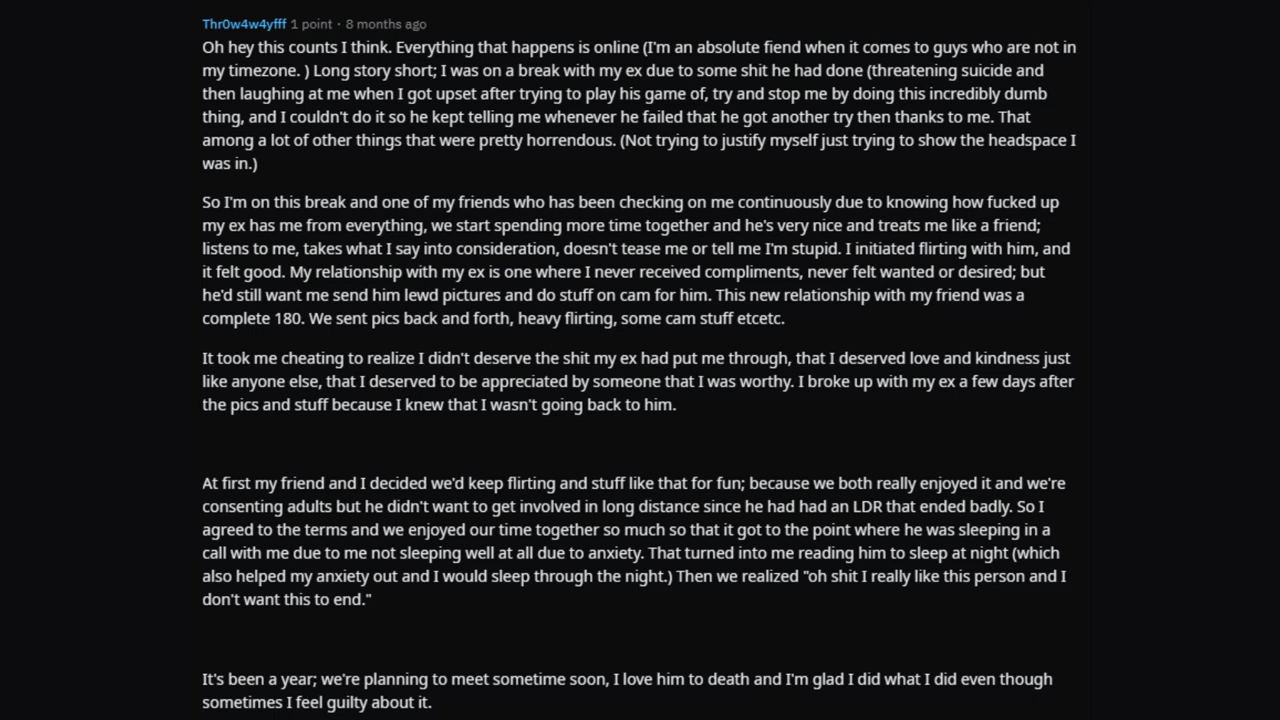 Thr0w4w4yfff 1 point · 8 months ago
Oh hey this counts I think. Everything that happens is online (I'm an absolute fiend when it comes to guys who are not in
my timezone. ) Long story short; I was on a break with my ex due to some shit he had done (threatening suicide and
then laughing at me when I got upset after trying to play his game of, try and stop me by doing this incredibly dumb
thing, and I couldn't do it so he kept telling me whenever he failed that he got another try then thanks to me. That
among a lot of other things that were pretty horrendous. (Not trying to justify myself just trying to show the headspace I
was in.)
So I'm on this break and one of my friends who has been checking on me continuously due to knowing how fucked up
my ex has me from everything, we start spending more time together and he's very nice and treats me like a friend;
listens to me, takes what I say into consideration, doesn't tease me or tell me I'm stupid. I initiated flirting with him, and
it felt good. My relationship with my ex is one where I never received compliments, never felt wanted or desired; but
he'd still want me send him lewd pictures and do stuff on cam for him. This new relationship with my friend was a
complete 180. We sent pics back and forth, heavy flirting, some cam stuff etcetc.
It took me cheating to realize I didn't deserve the shit my ex had put me through, that I deserved love and kindness just
like anyone else, that I deserved to be appreciated by someone that I was worthy. I broke up with my ex a few days after
the pics and stuff because I knew that I wasn't going back to him.
At first my friend and I decided we'd keep flirting and stuff like that for fun; because we both really enjoyed it and we're
consenting adults but he didn't want to get involved in long distance since he had had an LDR that ended badly. So I
agreed to the terms and we enjoyed our time together so much so that it got to the point where he was sleeping in a
call with me due to me not sleeping well at all due to anxiety. That turned into me reading him to sleep at night (which
also helped my anxiety out and I would sleep through the night.) Then we realized "oh shit I really like this person and I
don't want this to end."
It's been a year; we're planning to meet sometime soon, I love him to death and I'm glad I did what I did even though
sometimes I feel guilty about it.